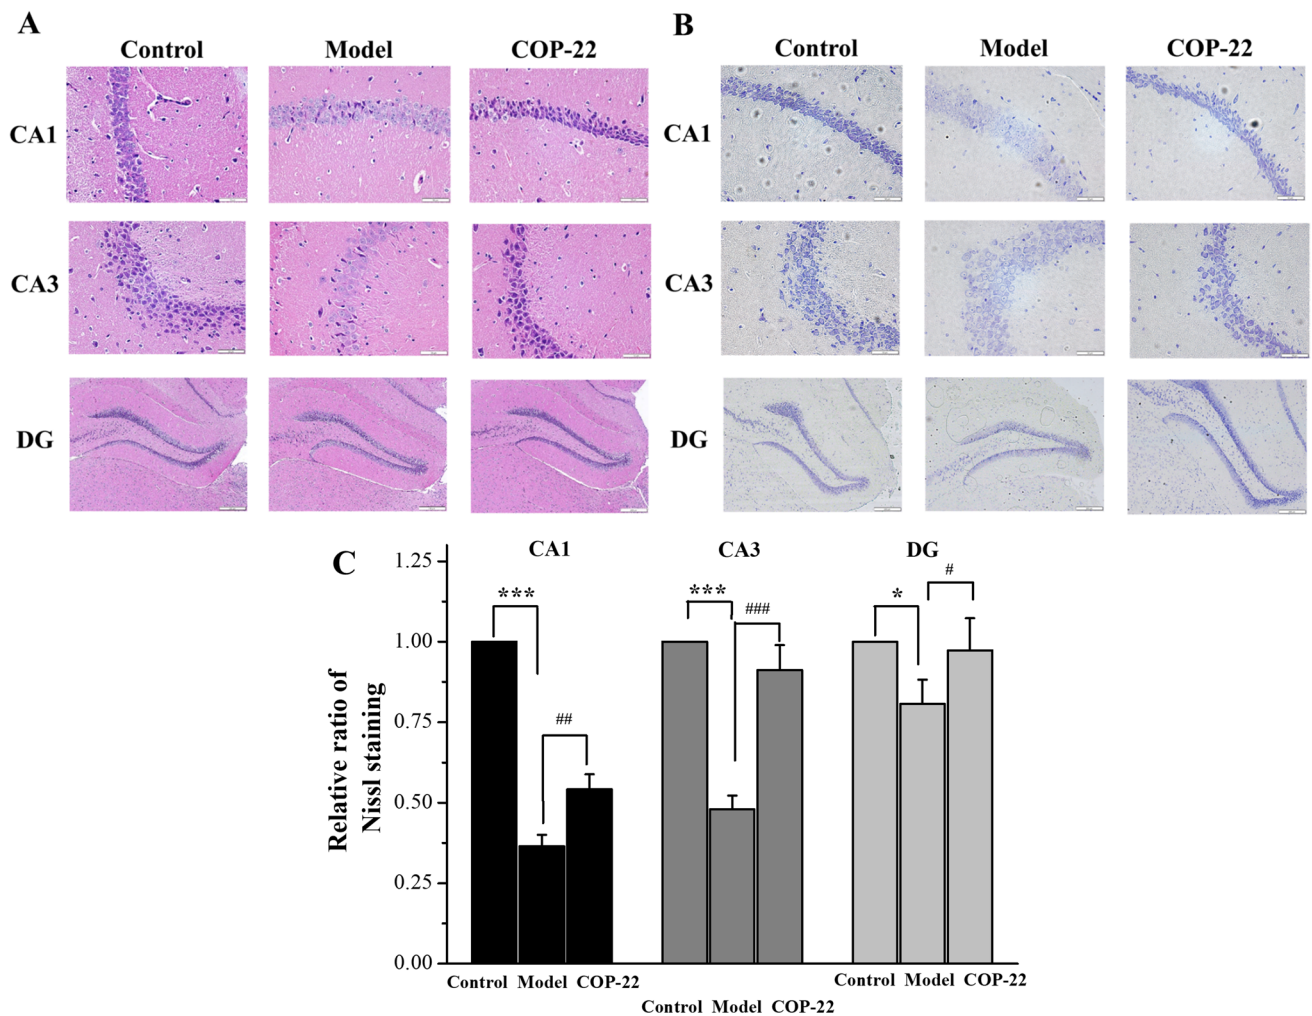 A
B
Control Model COP-22
Control Model COP-22
CA1
CA1
CA3
CA3
DG
DG
C
CA1
CA3
DG
1.25
1.00
0.75
0.50
0.25
0.00
Relative ratio of
Nissl staining
***
##
***
###
*
#
Control Model COP-22
Control Model COP-22
Control Model COP-22